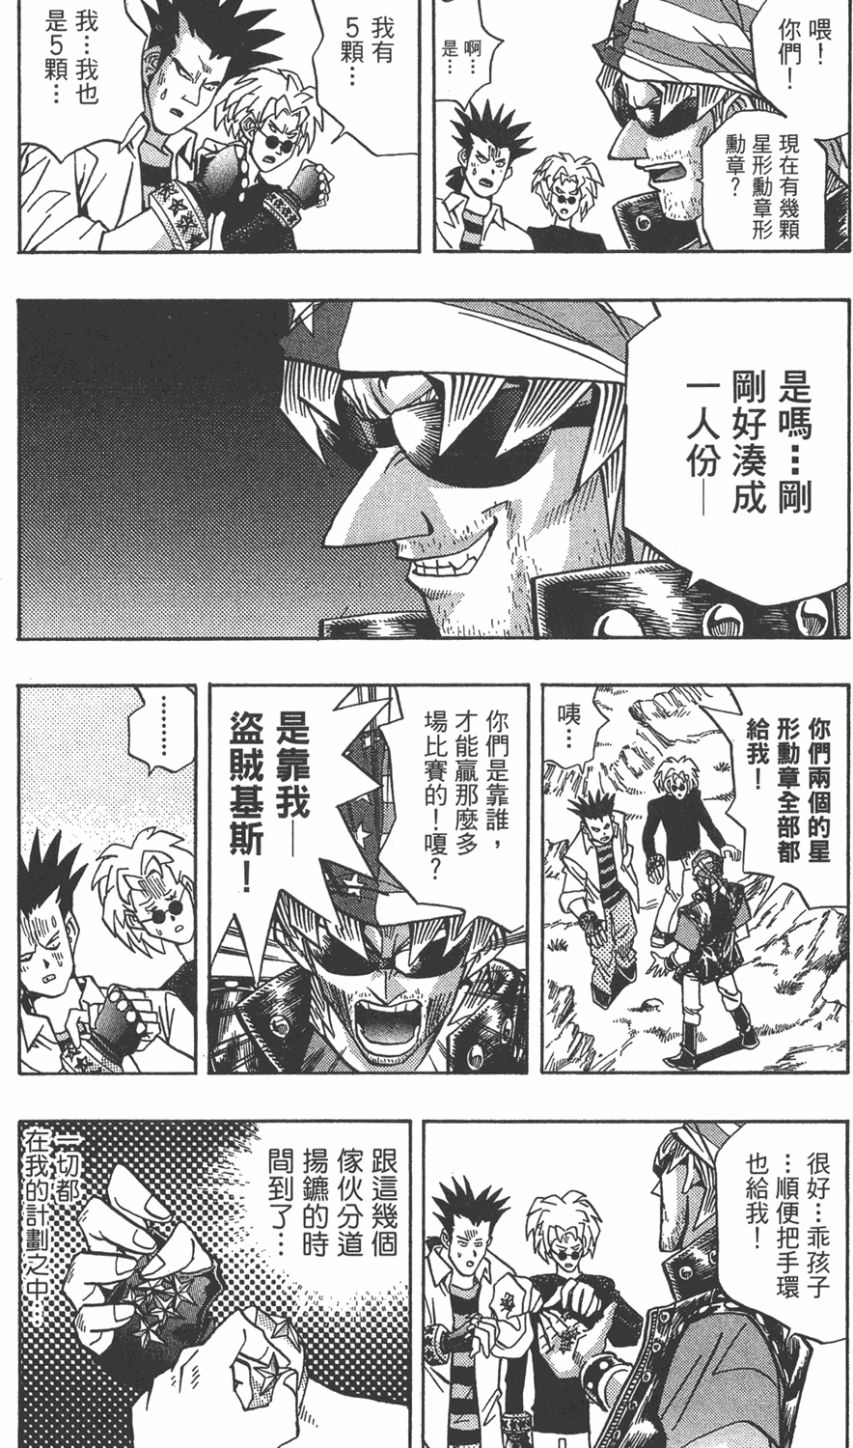 喂！
你們！
現在有幾顆
星形勳章形
勳章？
啊…
是…
我有
5顆…
我…我也
是5顆…
是嗎…剛
剛好湊成
一人份—
你們兩個的星
形勳章全部都
給我！
咦…
你們是靠誰，
才能贏那麼多
場比賽的！嗄？
是靠我—
盜賊基斯！
……
很好…乖孩子
…順便把手環
也給我！
跟這幾個
傢伙分道
揚鑣的時
間到了…
一切都
在我的計劃之中…